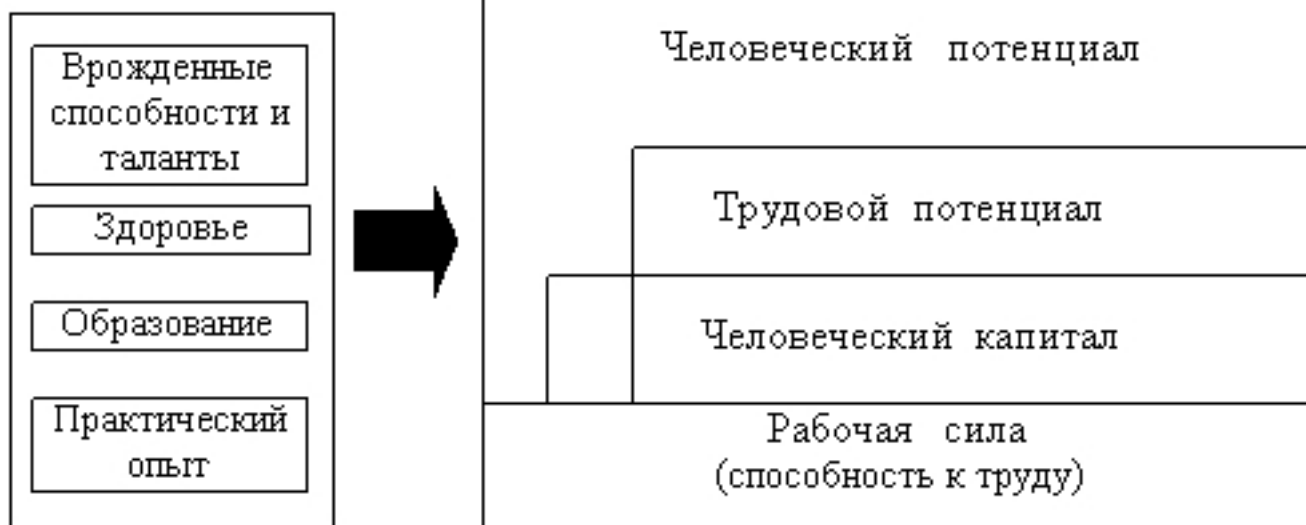 Врожденные
способности и
таланты
Здоровье
Образование
Практический
опыт
Человеческий потенциал
Трудовой потенциал
Человеческий капитал
Рабочая сила
(способность к труду)